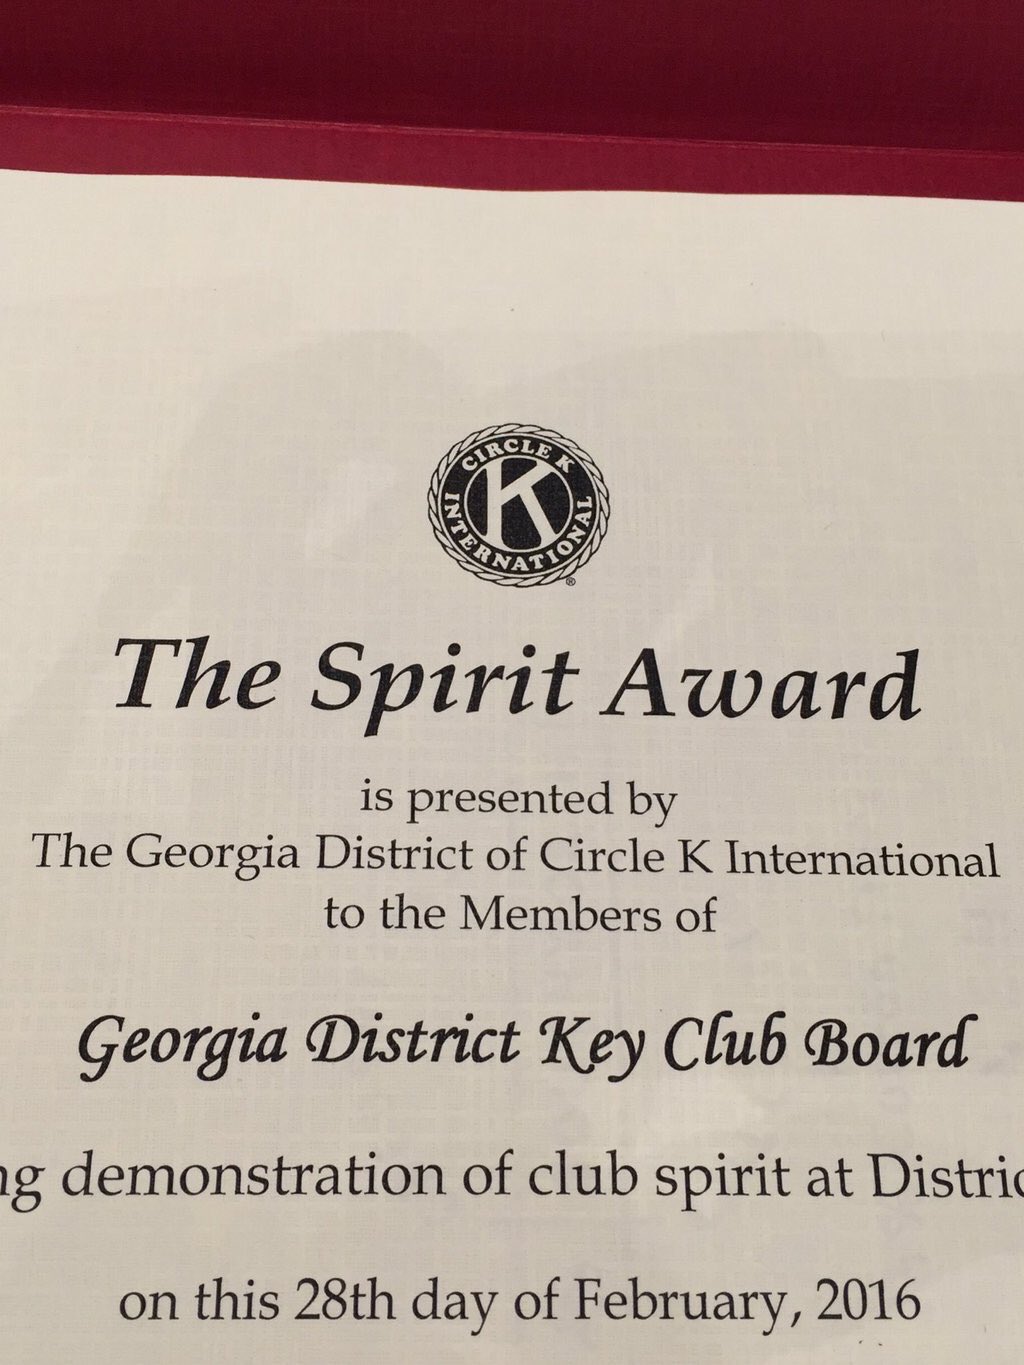 CIRCLE K
K
INTERNATIONAL
®
The Spirit Award
is presented by
The Georgia District of Circle K International
to the Members of
Georgia District Key Club Board
demonstration of club spirit at
on this 28th day of February, 2016